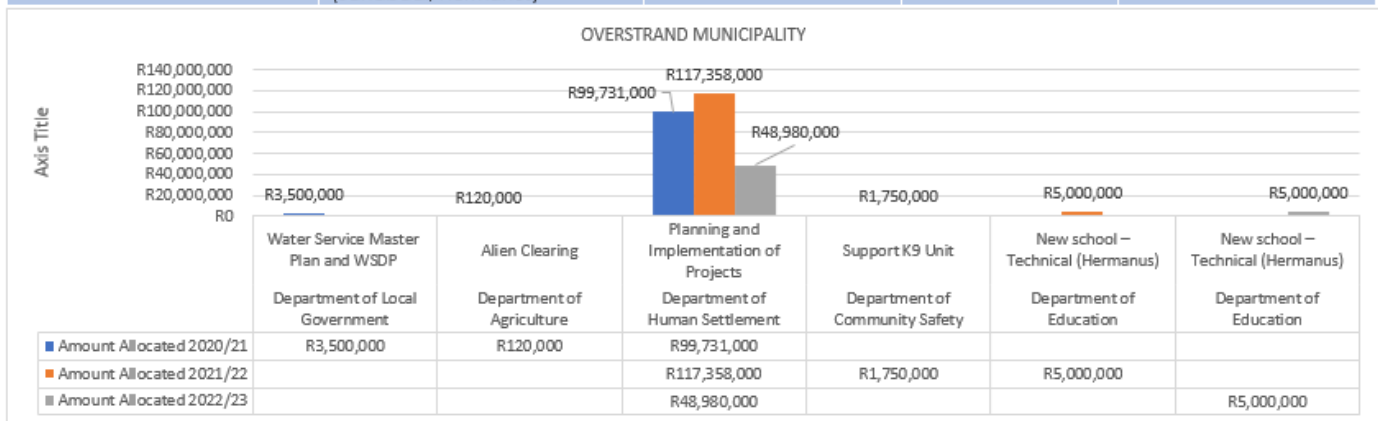 OVERSTRAND MUNICIPALITY
Axis Title
R140,000,000
R120,000,000
R100,000,000
R80,000,000
R60,000,000
R40,000,000
R20,000,000
R0
R3,500,000
R120,000
R99,731,000
R117,358,000
R48,980,000
R1,750,000
R5,000,000
R5,000,000
Water Service Master
Plan and WSDP
Alien Clearing
Planning and
Implementation of
Projects
Support K9 Unit
New school –
Technical (Hermanus)
New school –
Technical (Hermanus)
Department of Local
Government
Department of
Agriculture
Department of
Human Settlement
Department of
Community Safety
Department of
Education
Department of
Education
Amount Allocated 2020/21 R3,500,000 R120,000 R99,731,000
Amount Allocated 2021/22 R117,358,000 R1,750,000 R5,000,000
Amount Allocated 2022/23 R48,980,000 R5,000,000